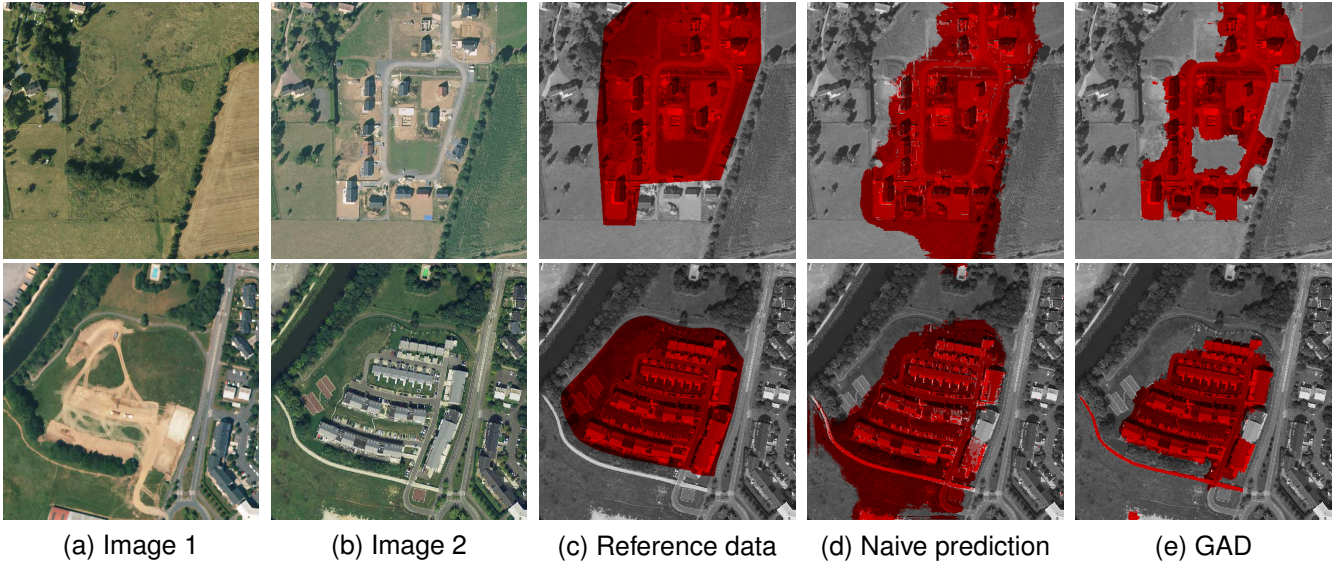 (a) Image 1
(b) Image 2
(c) Reference data
(d) Naive prediction
(e) GAD